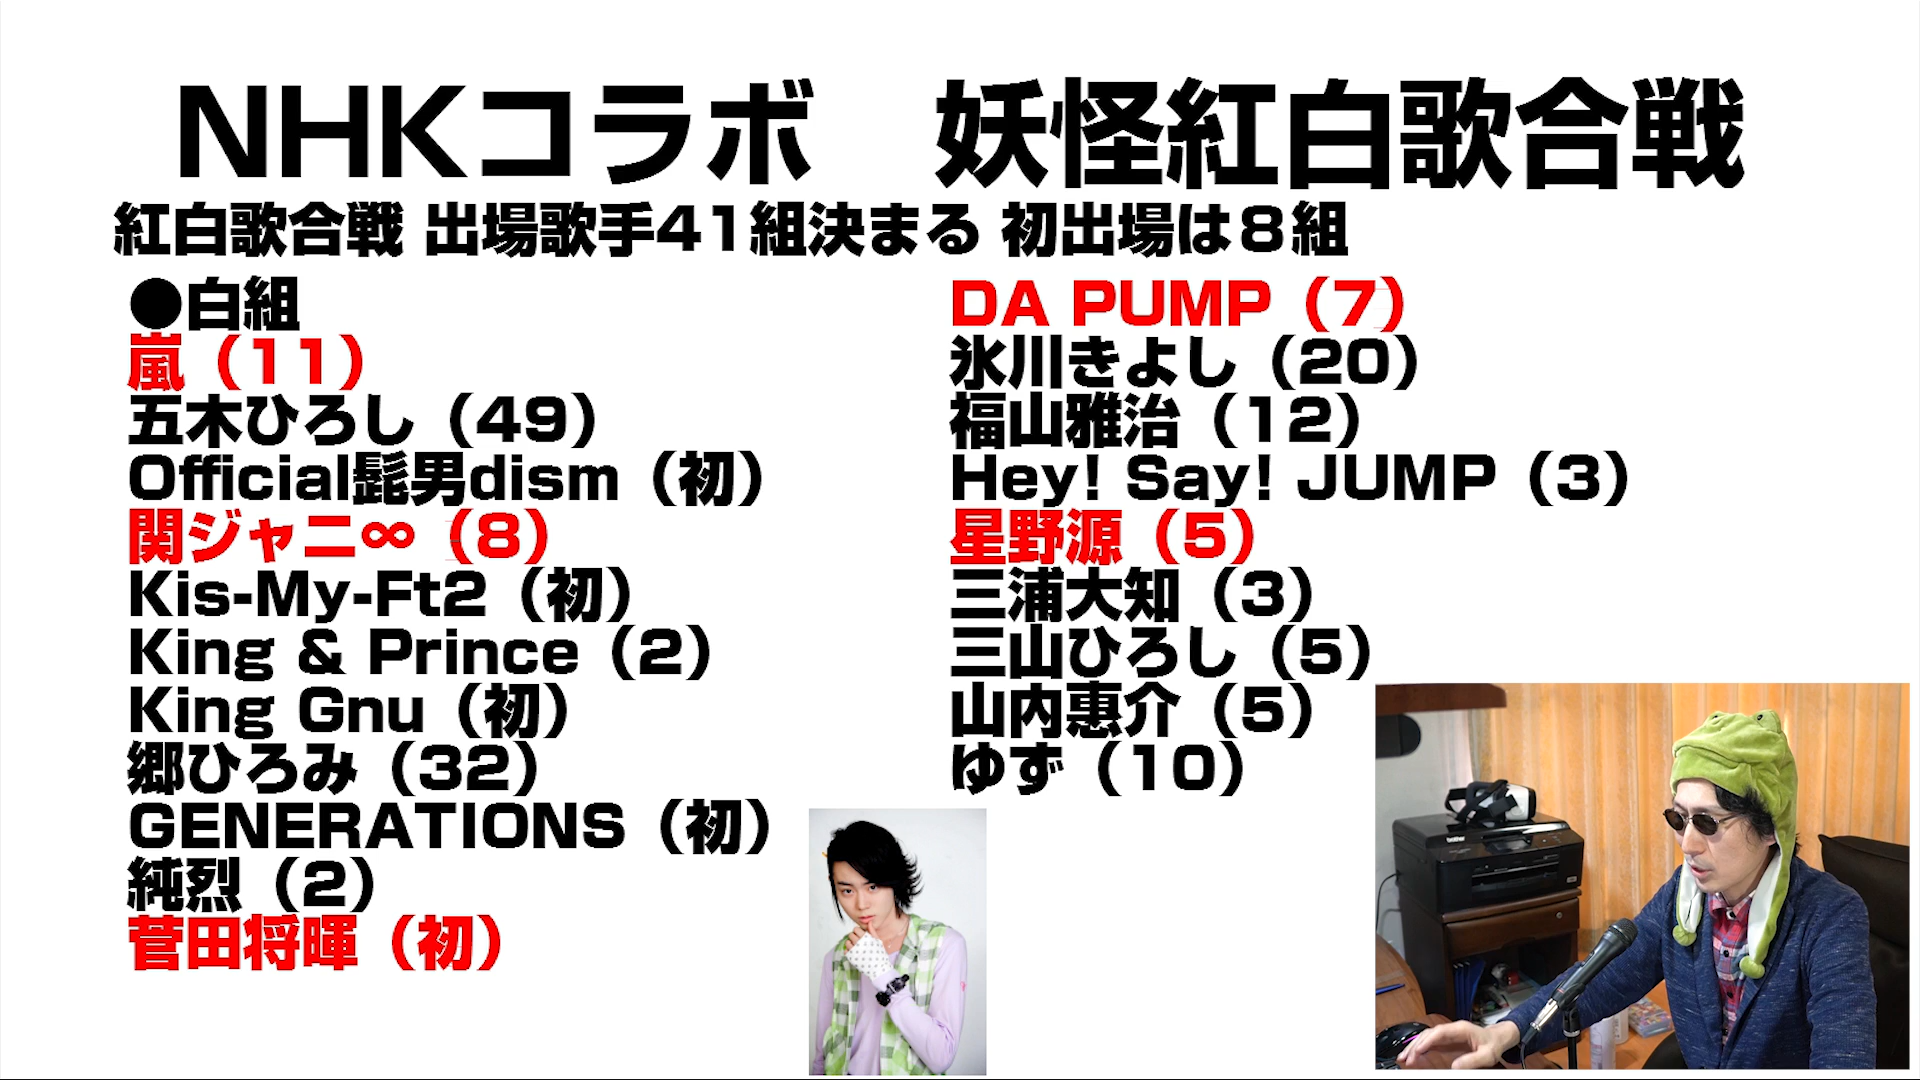 NHKコラボ　妖怪紅白歌合戦
紅白歌合戦 出場歌手41組決まる 初出場は８組
●白組
嵐（11）
五木ひろし（49）
Official髭男dism（初）
関ジャニ∞（8）
Kis-My-Ft2（初）
King & Prince（2）
King Gnu（初）
郷ひろみ（32）
GENERATIONS（初）
純烈（2）
菅田将暉（初）
DA PUMP（7）
氷川きよし（20）
福山雅治（12）
Hey! Say! JUMP（3）
星野源（5）
三浦大知（3）
三山ひろし（5）
山内惠介（5）
ゆず（10）
brother